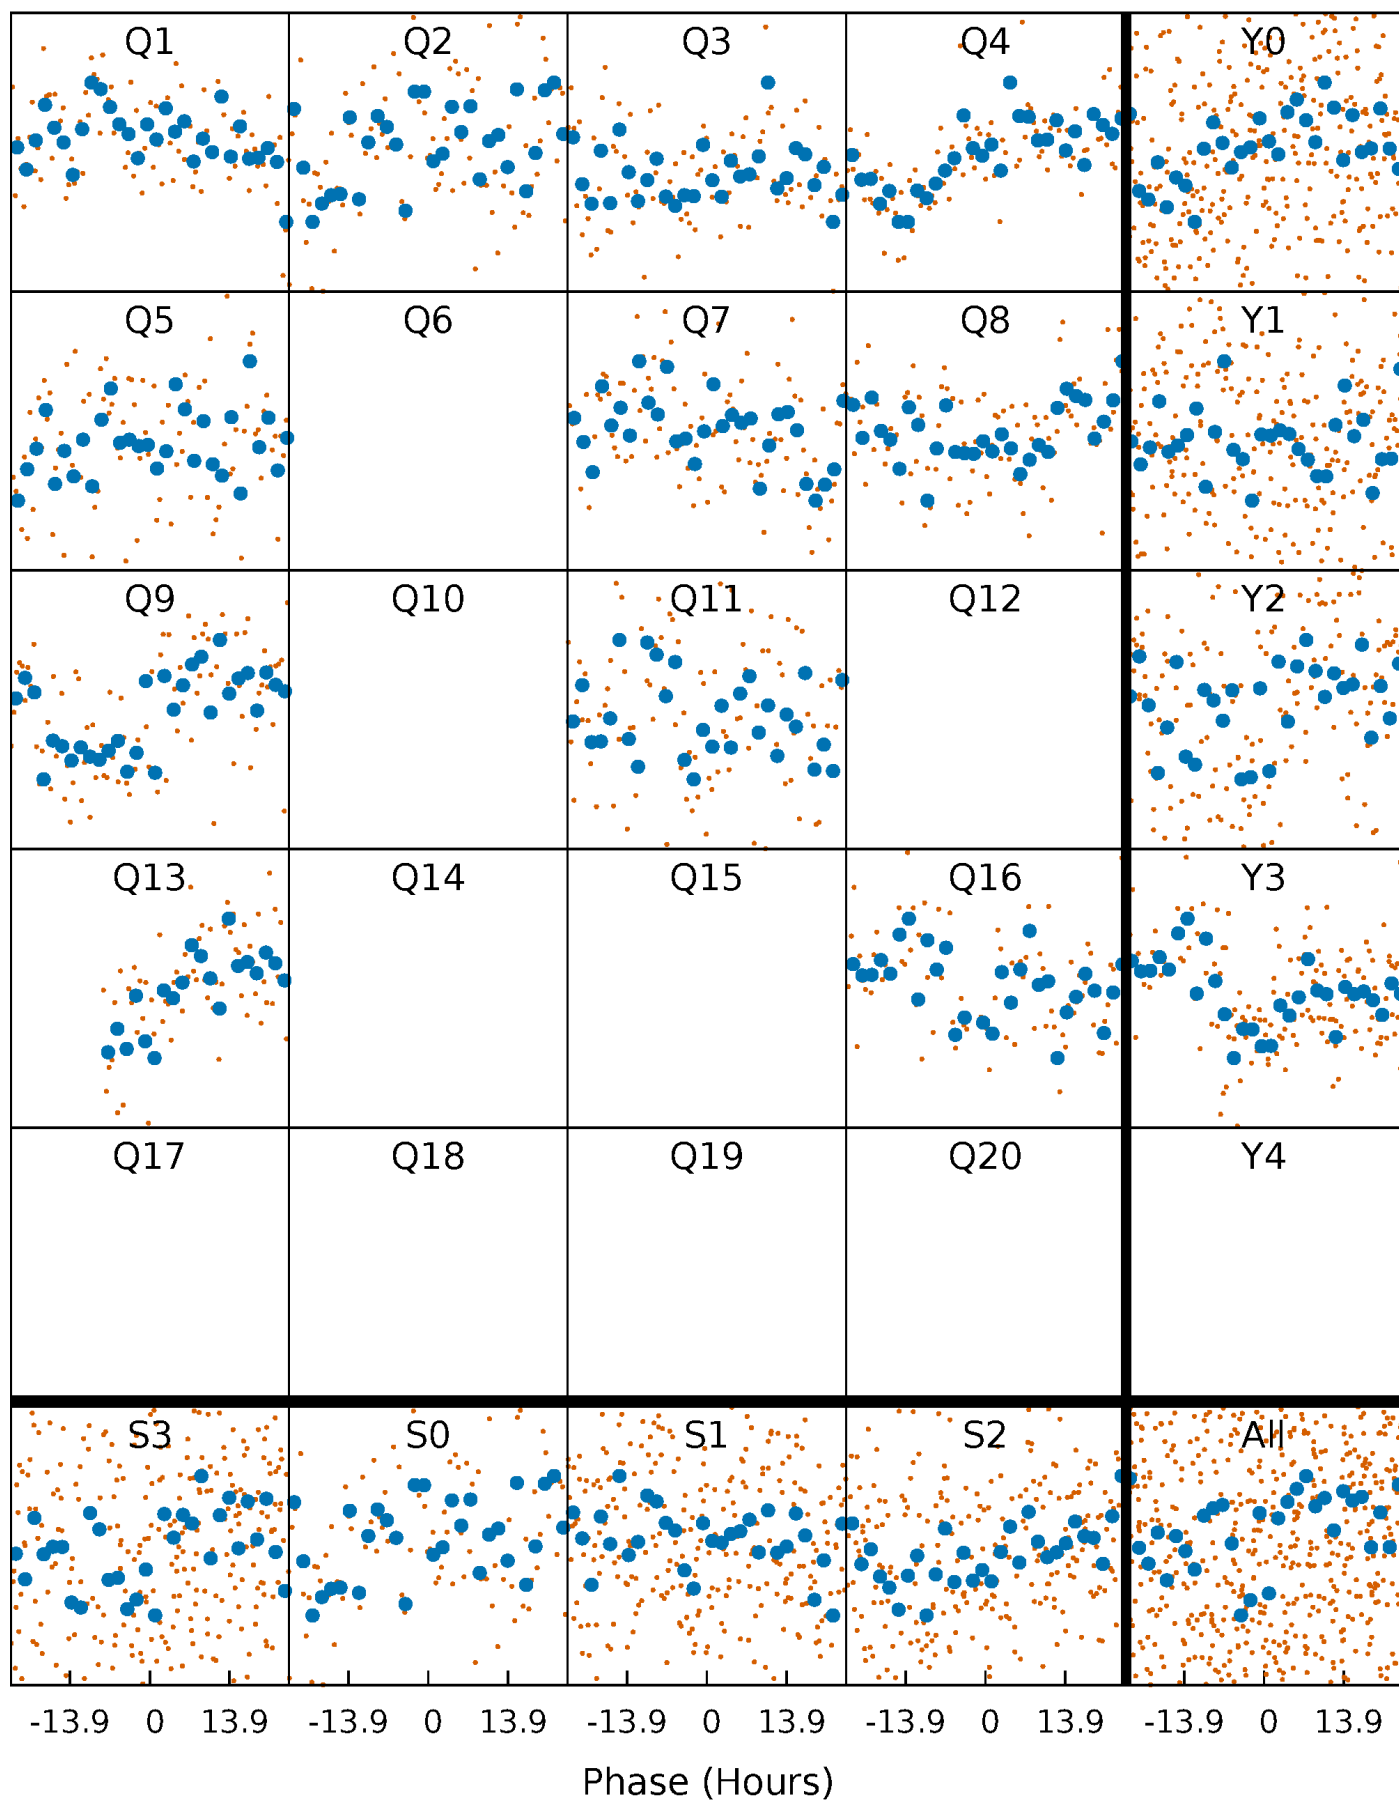 Q1 Q2 Q3 Q4 Y0
Q5 Q6 Q7 Q8 Y1
Q9 Q10 Q11 Q12 Y2
Q13 Q14 Q15 Q16 Y3
Q17 Q18 Q19 Q20 Y4
S3 S0 S1 S2 All
-13.9 0 13.9 -13.9 0 13.9 -13.9 0 13.9 -13.9 0 13.9 -13.9 0 13.9
Phase (Hours)